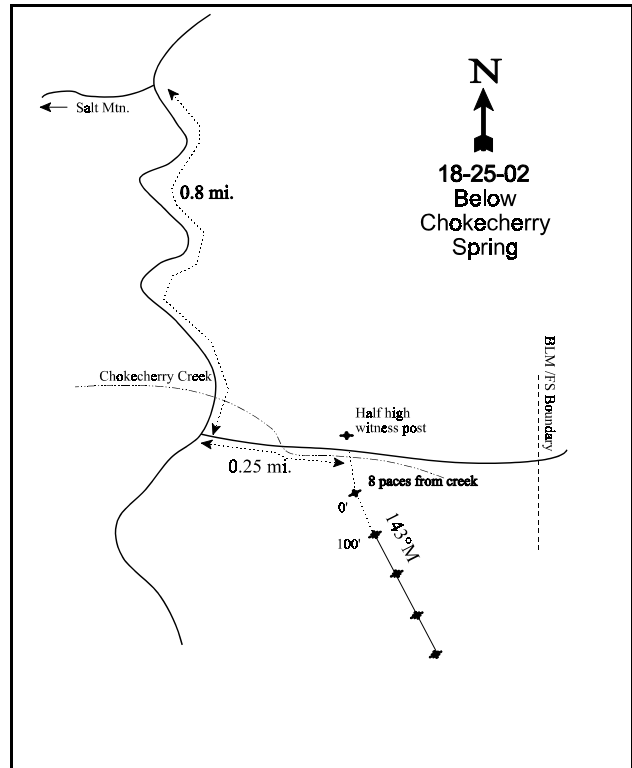 N
18-25-02
Below
Chokecherry
Spring
Salt Mtn.
0.8 mi.
BLM /FS Boundary
Chokecherry Creek
Half high
witness post
0.25 mi.
8 paces from creek
0'
100'
143°M